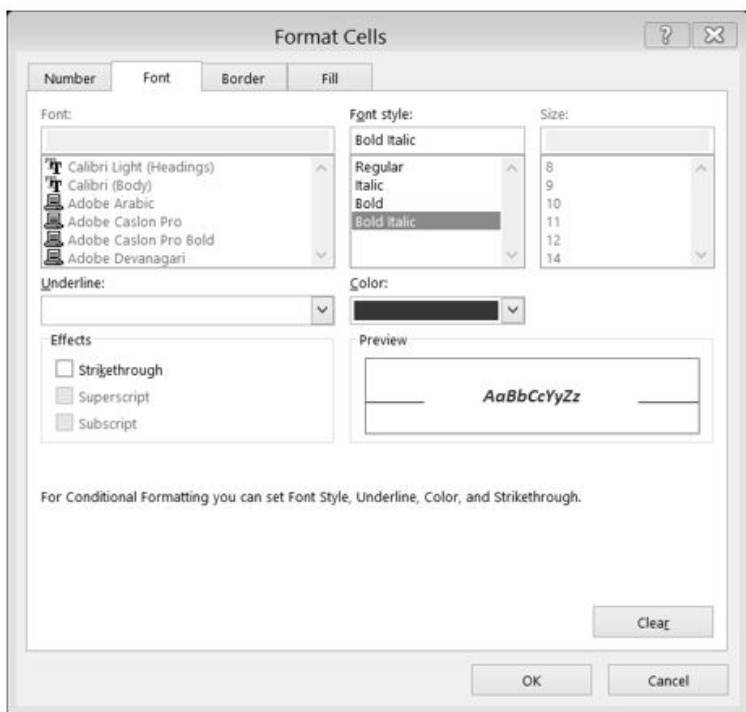 Format Cells
Number Font Border Fill
Font: Font style: Size:
Bold Italic
Calibri Light (Headings) Regular 8
Calibri (Body) Italic 9
Adobe Arabic Bold 10
Adobe Caslon Pro Bold Italic 11
Adobe Caslon Pro Bold 12
Adobe Devanagari 14
Underline: Color:
Effects Preview
Strikethrough
Superscript AaBbCcYyZz
Subscript
For Conditional Formatting you can set Font Style, Underline, Color, and Strikethrough.
Clear
OK Cancel